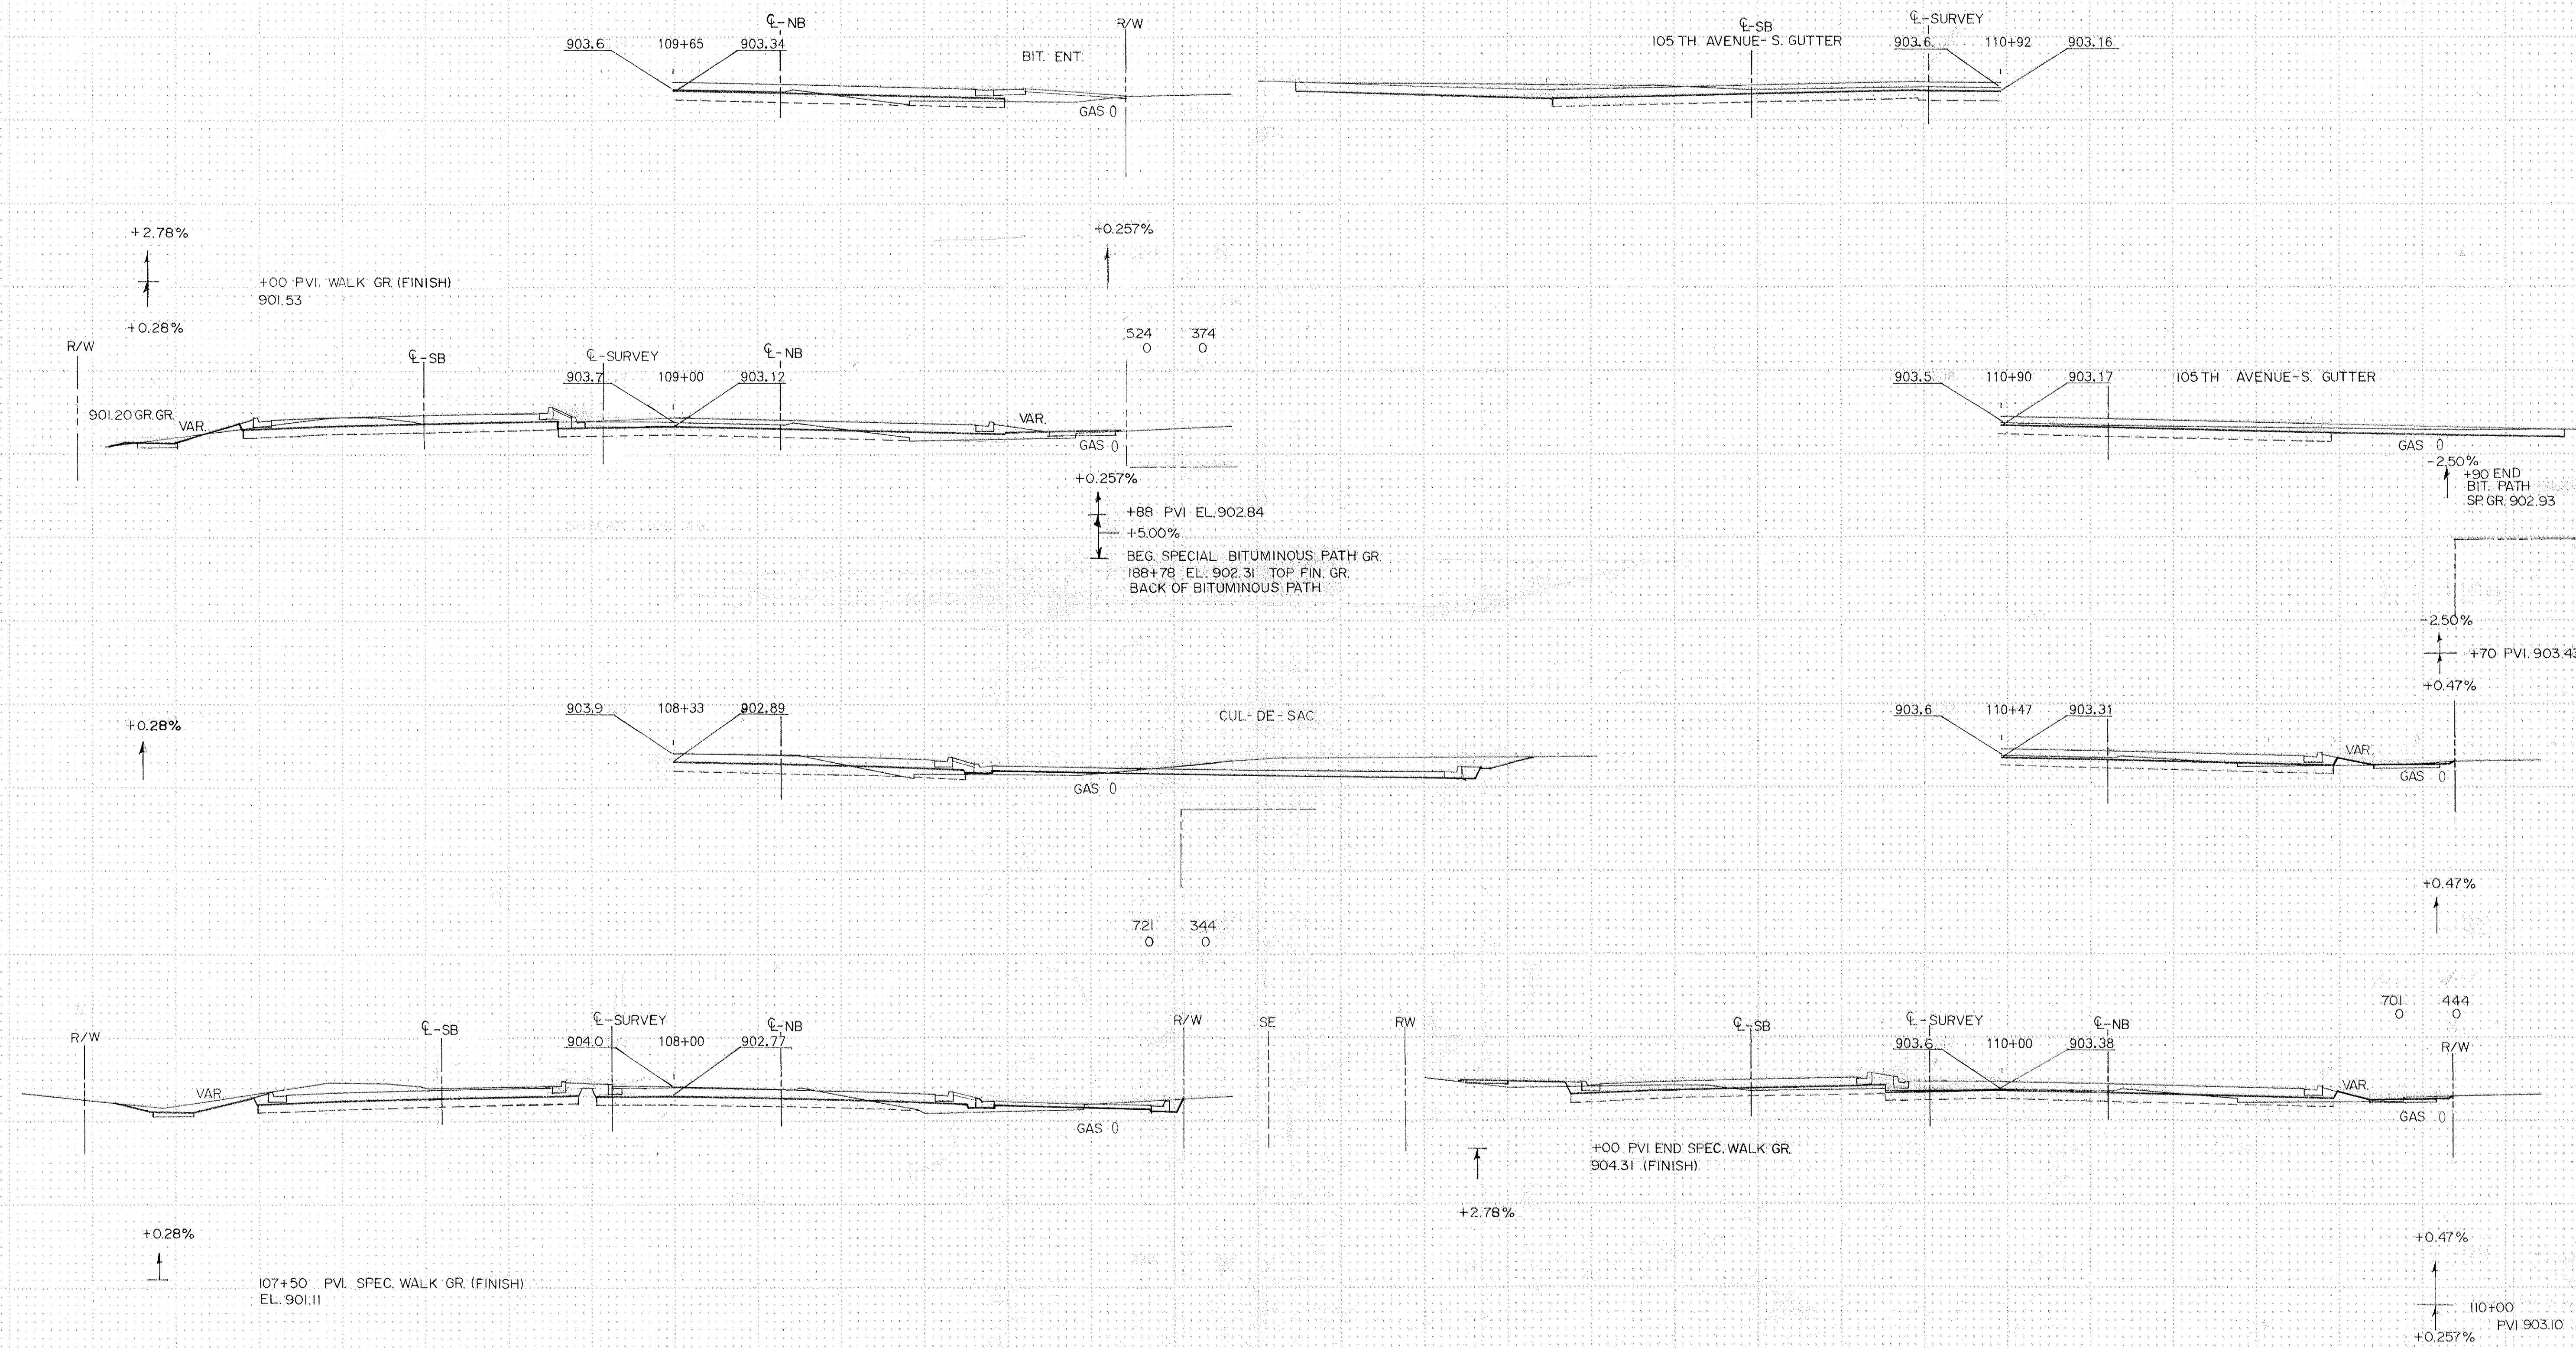 ℄-NB
R/W
903.6 109+65 903.34
BIT. ENT.
GAS 0
℄-SB
℄-SURVEY
105TH AVENUE-S. GUTTER
903.6 110+92 903.16
+2.78%
+0.257%
+00 PVI. WALK GR. (FINISH)
901.53
+0.28%
524 374
0 0
R/W
℄-SB
℄-SURVEY
℄-NB
903.7 109+00 903.12
901.20 GR.GR.
VAR.
VAR.
GAS 0
+0.257%
+88 PVI EL. 902.84
+5.00%
BEG. SPECIAL BITUMINOUS PATH GR.
188+78 EL. 902.31 TOP FIN. GR.
BACK OF BITUMINOUS PATH
903.5 110+90 903.17
105TH AVENUE-S. GUTTER
GAS 0
-2.50%
+90 END
BIT. PATH
SP. GR. 902.93
-2.50%
+70 PVI. 903.43
+0.47%
+0.28%
903.9 108+33 902.89
CUL-DE-SAC
GAS 0
903.6 110+47 903.31
VAR.
GAS 0
+0.47%
721 344
0 0
R/W
℄-SB
℄-SURVEY
℄-NB
R/W
SE
904.0 108+00 902.77
VAR.
GAS 0
+0.28%
107+50 PVI. SPEC. WALK GR. (FINISH)
EL. 901.11
701 444
0 0
RW
℄-SB
℄-SURVEY
℄-NB
R/W
903.6 110+00 903.38
VAR.
GAS 0
+00 PVI END SPEC. WALK GR.
904.31 (FINISH)
+2.78%
+0.47%
110+00
PVI 903.10
+0.257%